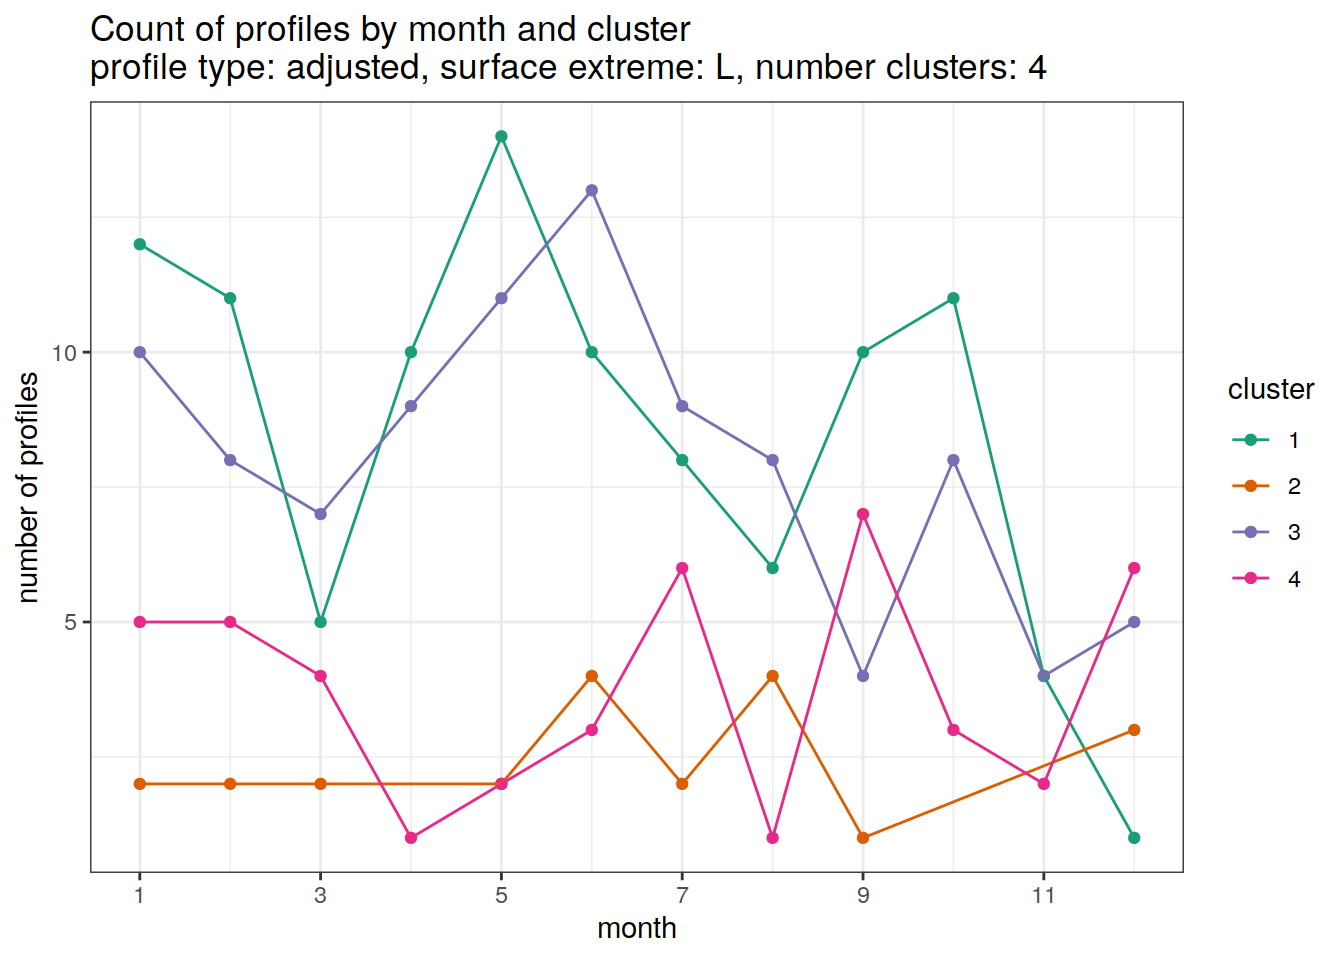 Count of profiles by month and cluster
profile type: adjusted, surface extreme: L, number clusters: 4
10
5
number of profiles
1 3 5 7 9 11
month
cluster
1
2
3
4